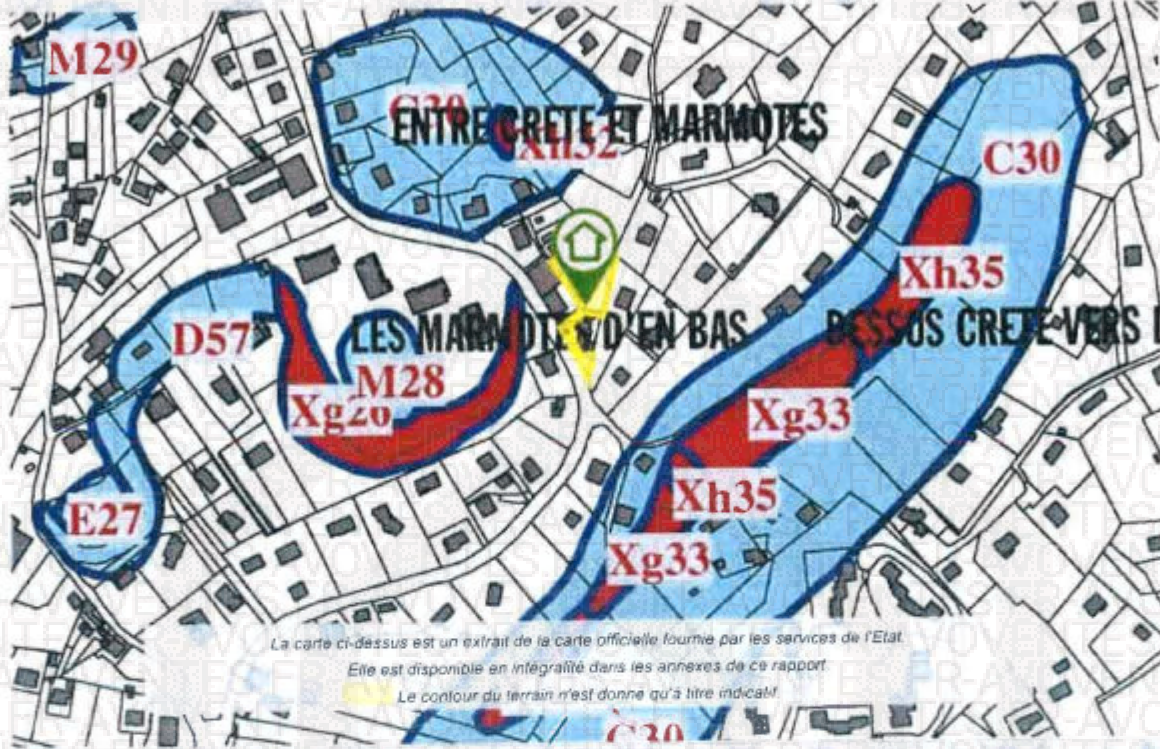 M29
C30
ENTRE CRETE ET MARMOTES
Xh32
C30
Xh35
D57
LES MARMOTES D'EN BAS
DESSOS CRETE VERS
M28
Xg26
Xg33
Xh35
E27
Xg33
La carte ci-dessus est un extrait de la carte officielle fournie par les services de l'Etat.
Elle est disponible en intégralité dans les annexes de ce rapport.
Le contour du terrain n'est donné qu'à titre indicatif.
C30